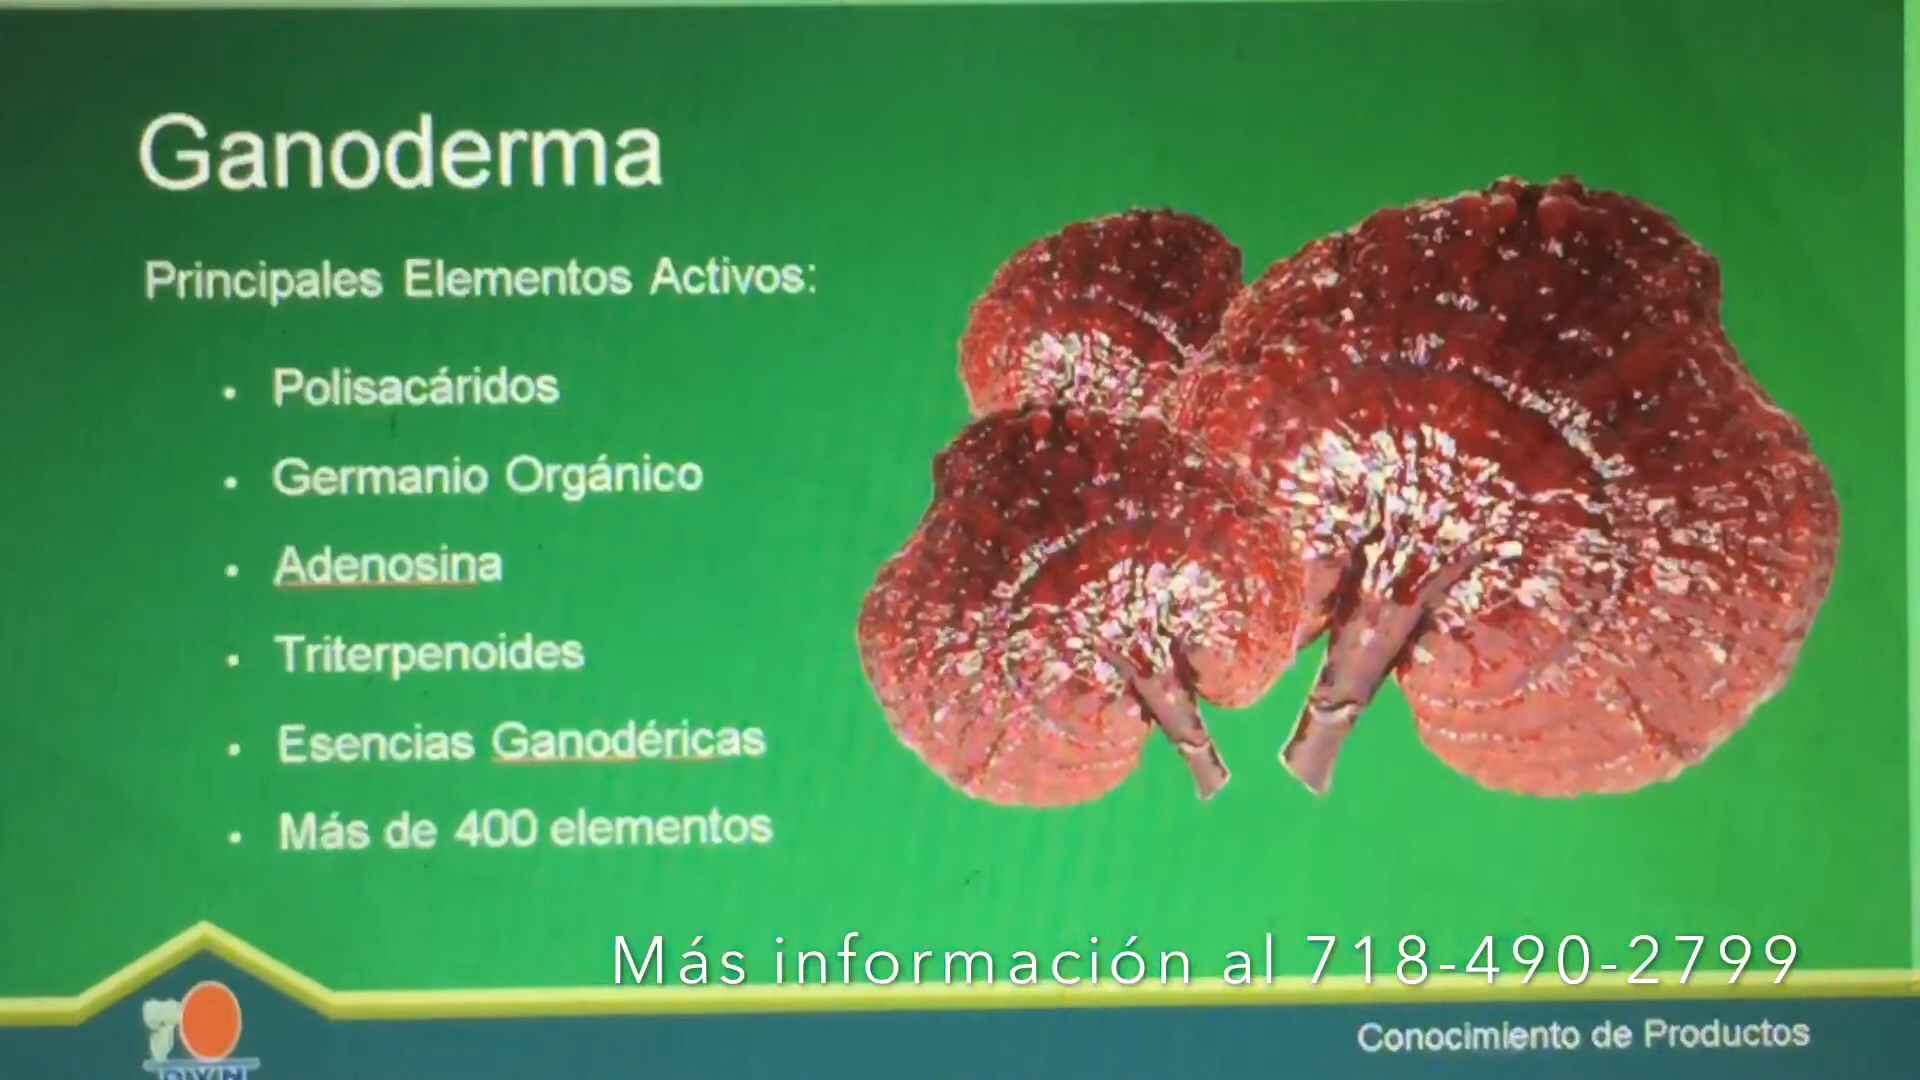 Ganoderma
Principales Elementos Activos:
• Polisacáridos
• Germanio Orgánico
• Adenosina
• Triterpenoides
• Esencias Ganodéricas
• Más de 400 elementos
Más información al 718-490-2799
Conocimiento de Productos